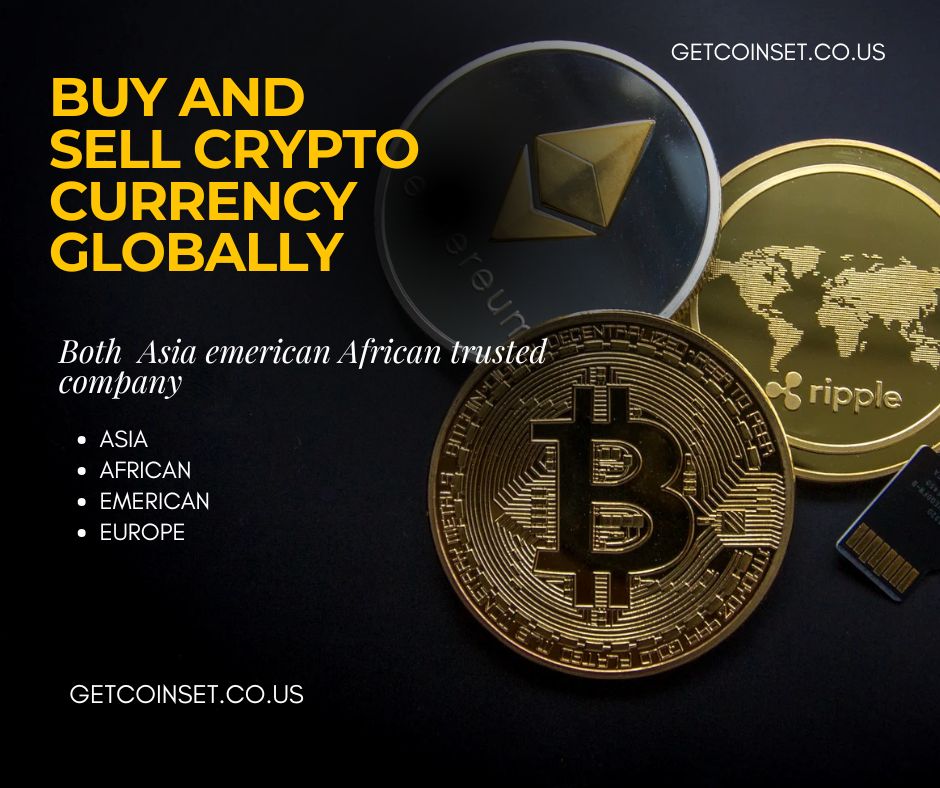 GETCOINSET.CO.US
BUY AND
SELL CRYPTO
CURRENCY
GLOBALLY
Both Asia emerican African trusted
company
ASIA
AFRICAN
EMERICAN
EUROPE
ripple
GETCOINSET.CO.US